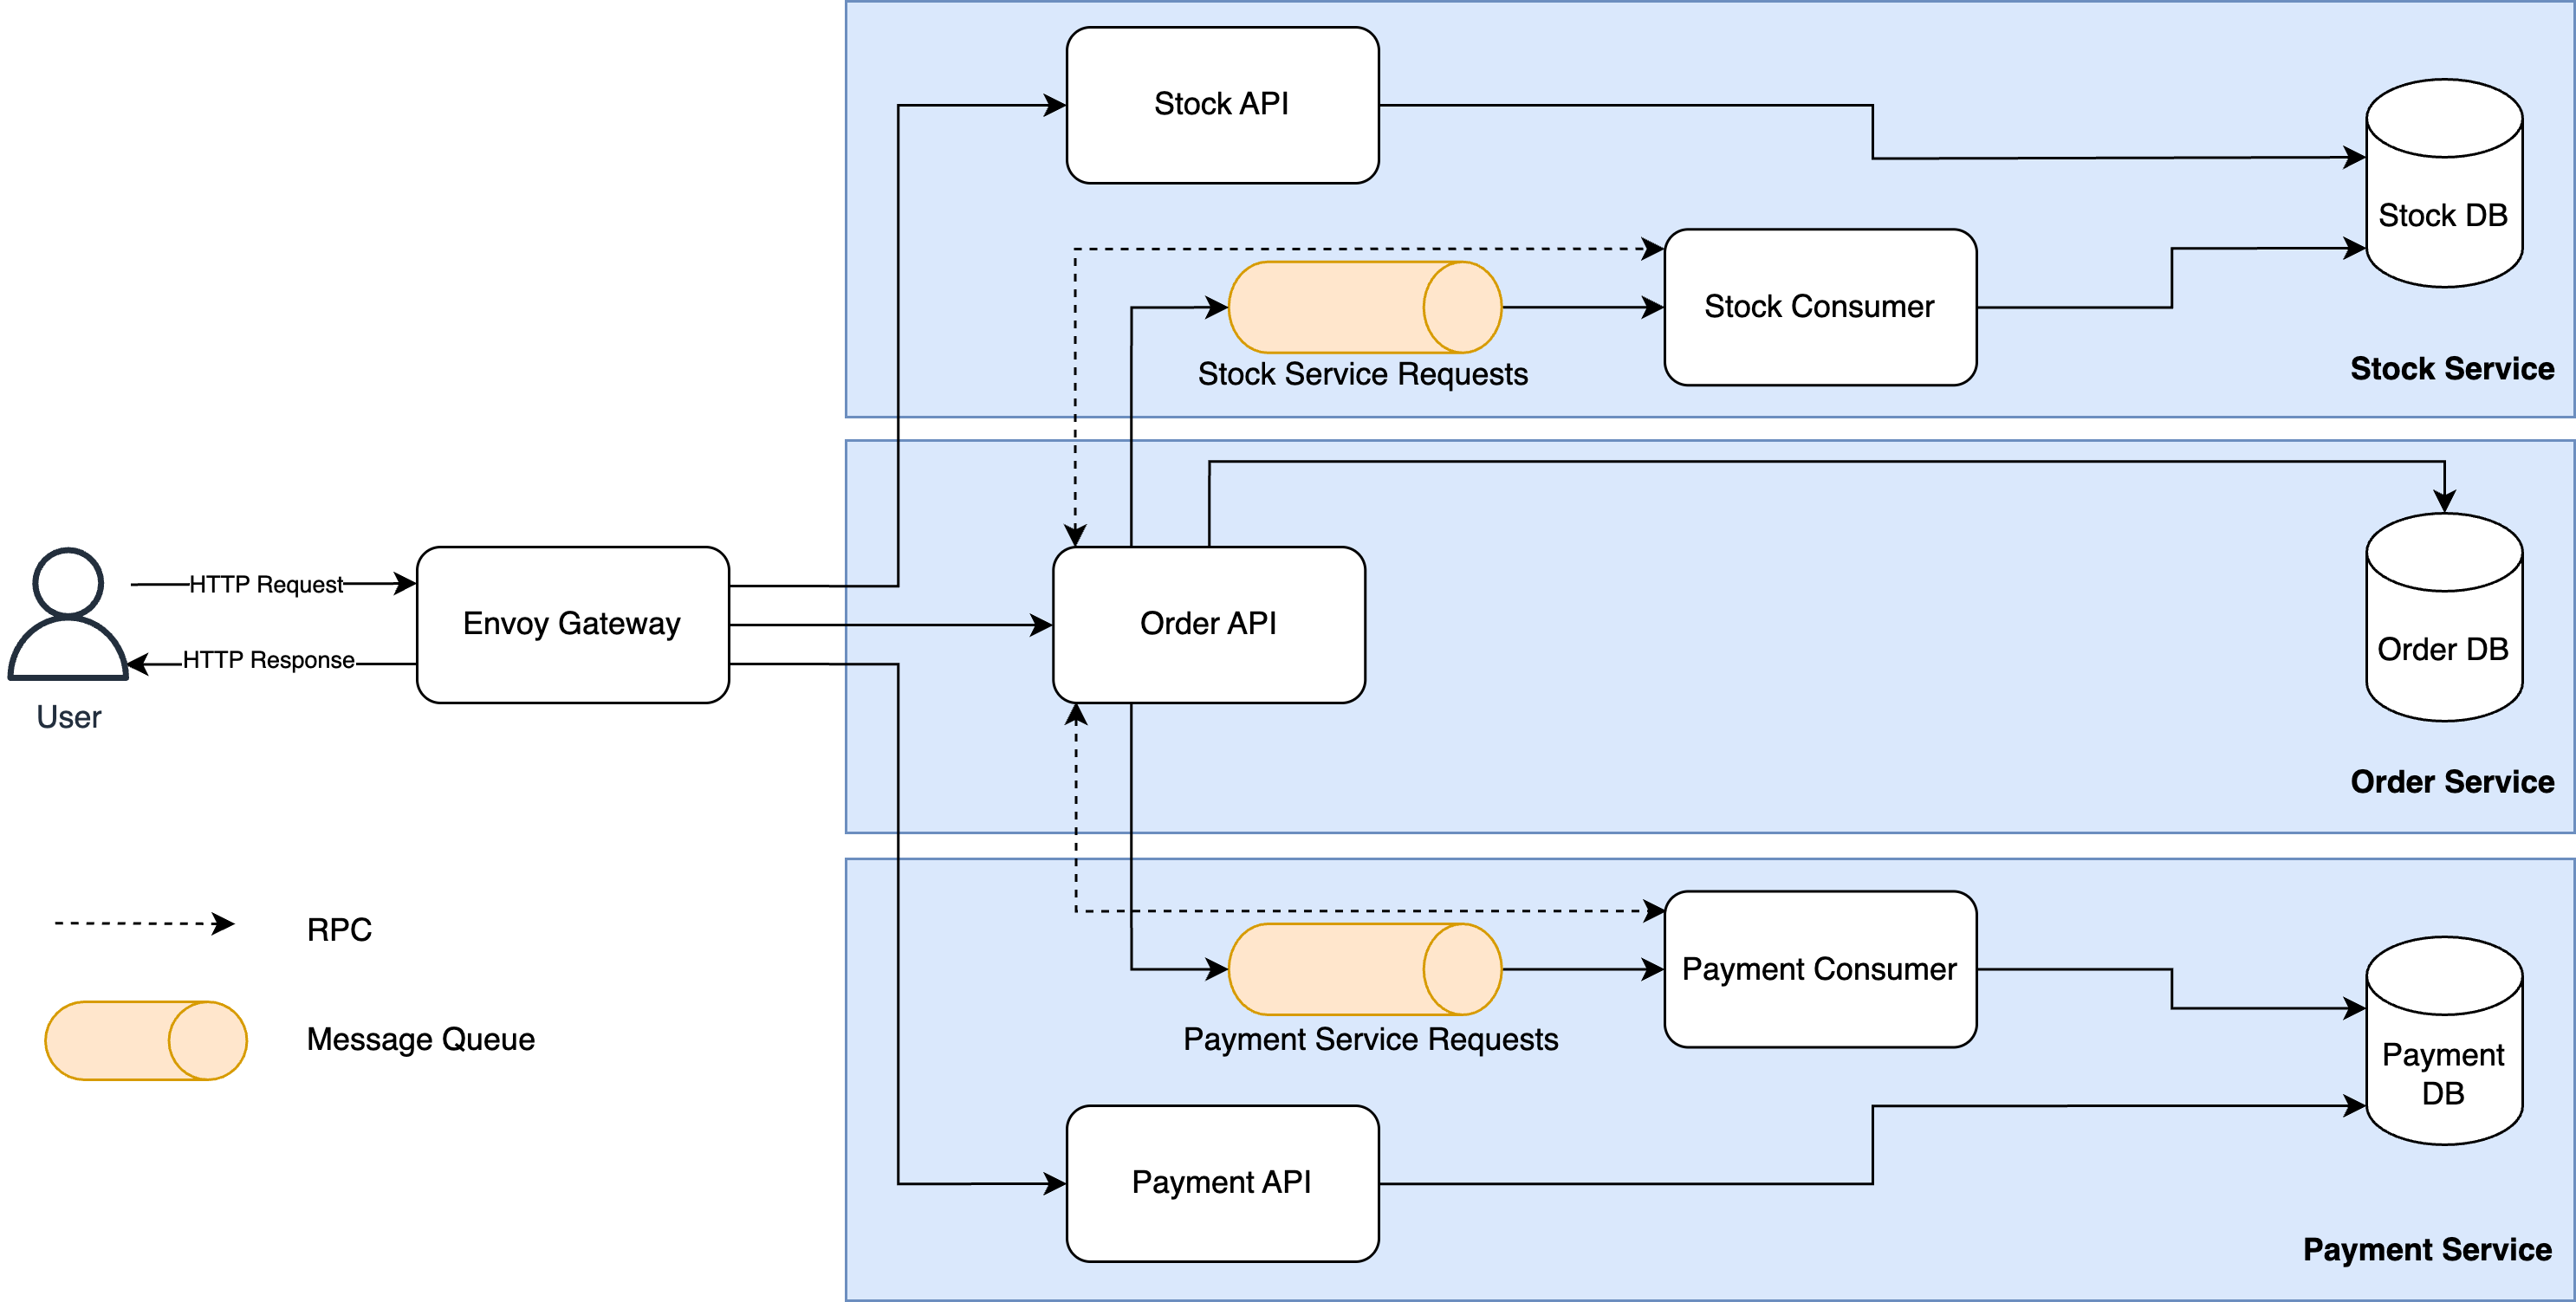 Stock API
Stock DB
Stock Consumer
Stock Service Requests
Stock Service
HTTP Request
HTTP Response
User
Envoy Gateway
Order API
Order DB
Order Service
RPC
Message Queue
Payment Consumer
Payment Service Requests
Payment
DB
Payment API
Payment Service